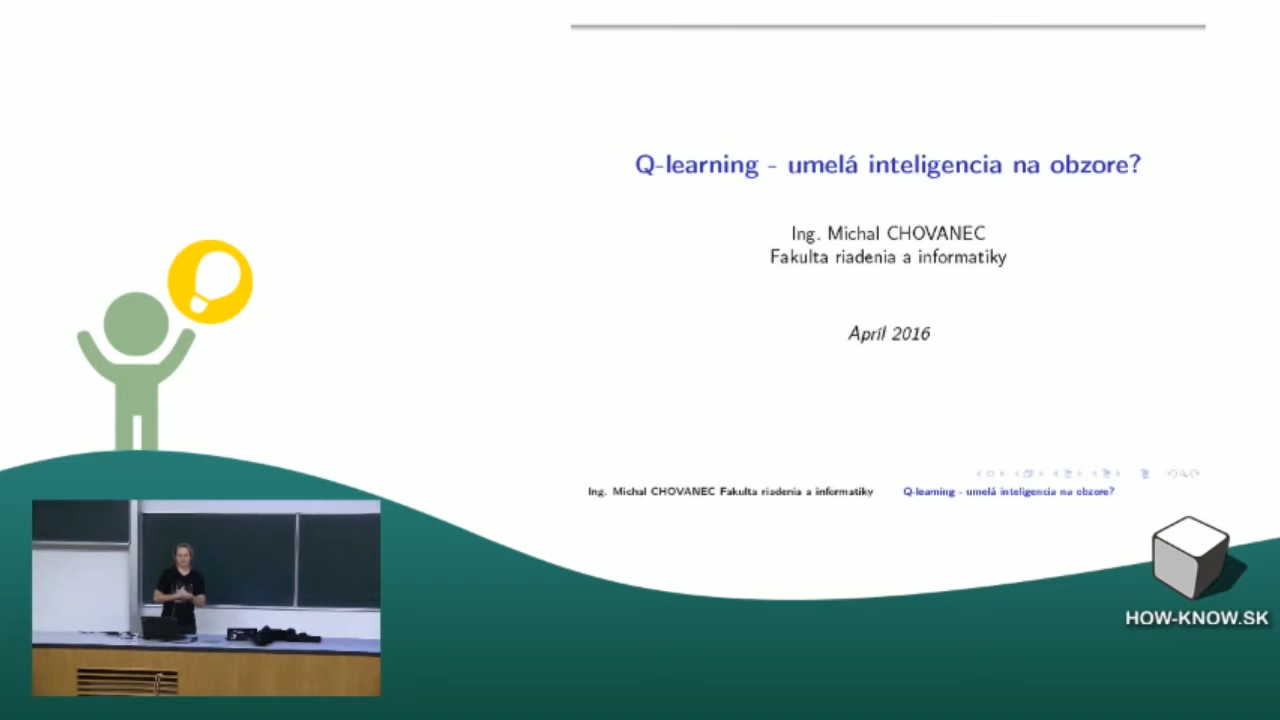 Q-learning - umelá inteligencia na obzore?
Ing. Michal CHOVANEC
Fakulta riadenia a informatiky
Apríl 2016
Ing. Michal CHOVANEC Fakulta riadenia a informatiky
Q-learning - umelá inteligencia na obzore?
HOW-KNOW.SK